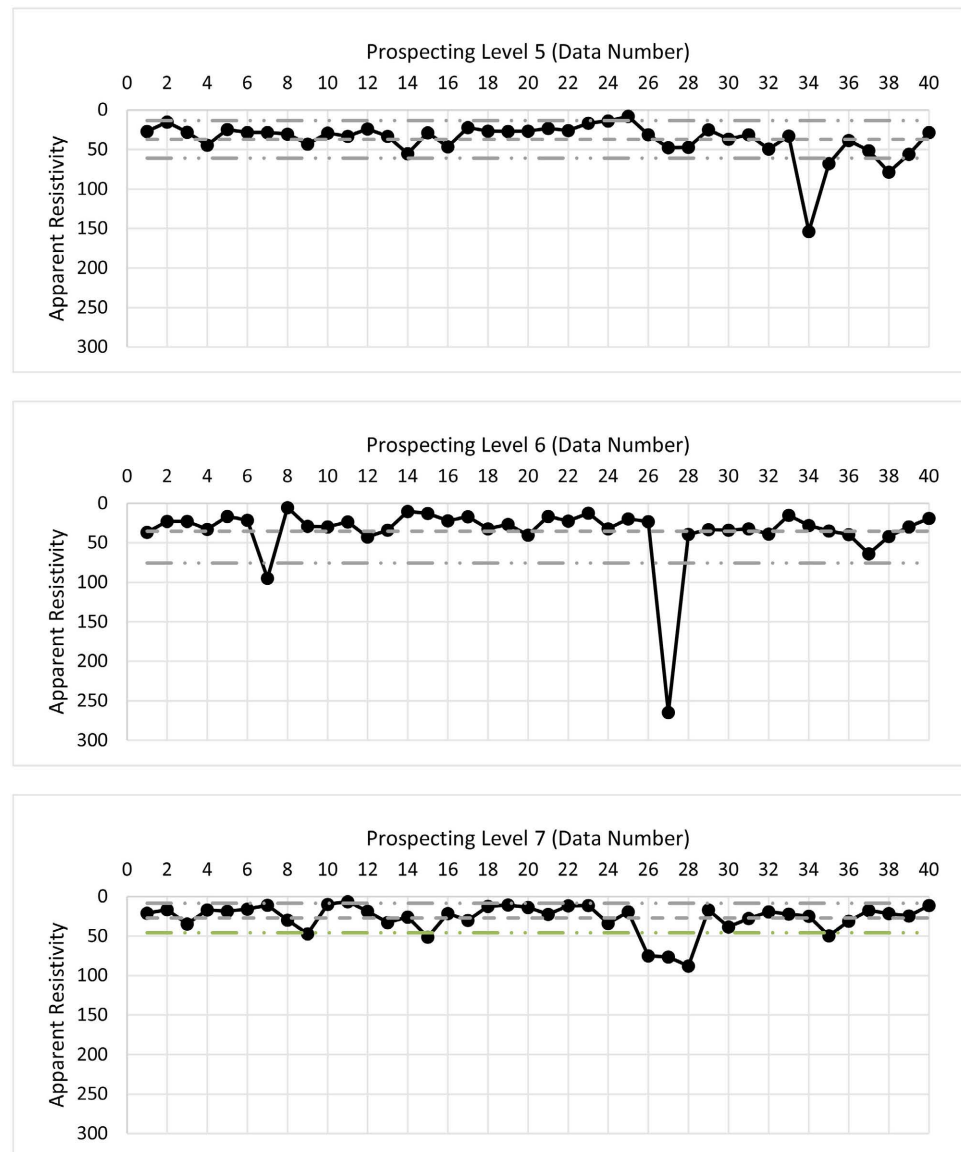 Prospecting Level 5 (Data Number)
0 2 4 6 8 10 12 14 16 18 20 22 24 26 28 30 32 34 36 38 40
Apparent Resistivity
0
50
100
150
200
250
300
Prospecting Level 6 (Data Number)
0 2 4 6 8 10 12 14 16 18 20 22 24 26 28 30 32 34 36 38 40
Apparent Resistivity
0
50
100
150
200
250
300
Prospecting Level 7 (Data Number)
0 2 4 6 8 10 12 14 16 18 20 22 24 26 28 30 32 34 36 38 40
Apparent Resistivity
0
50
100
150
200
250
300